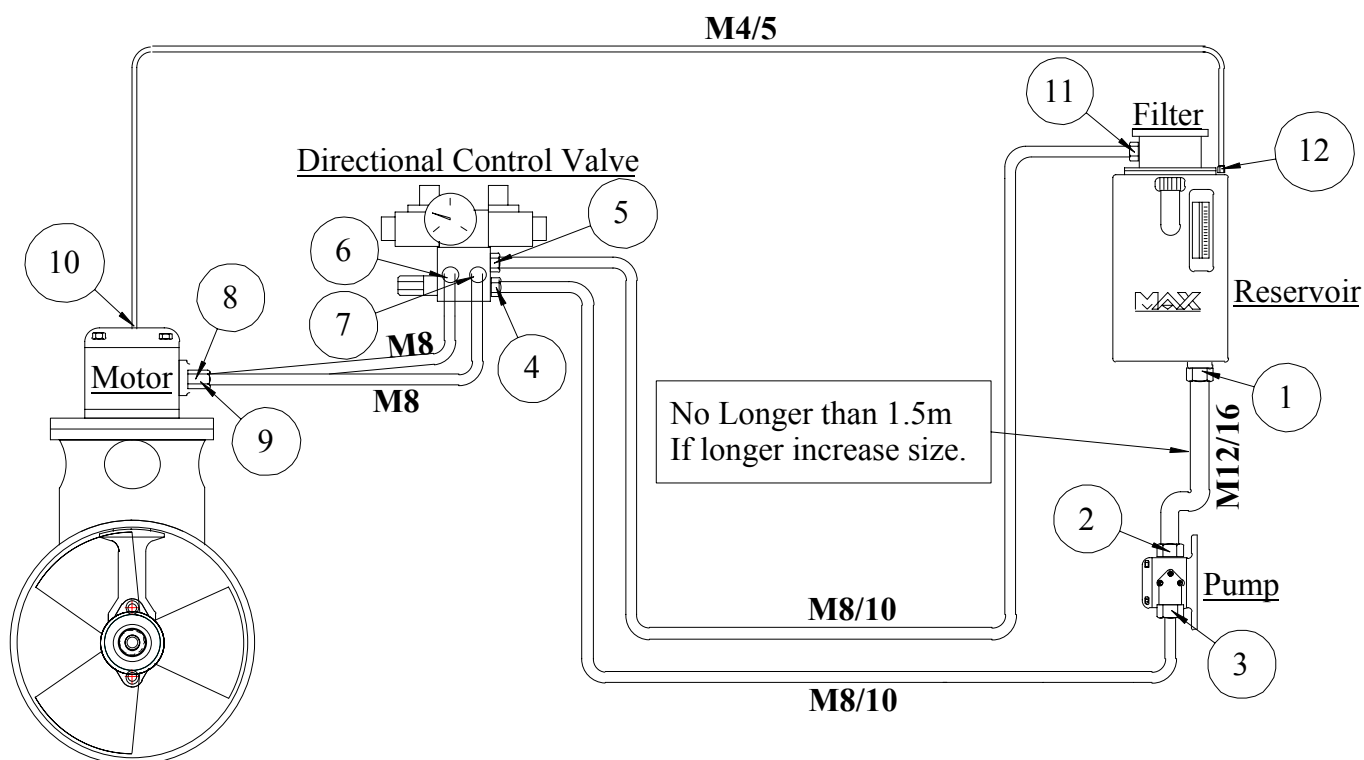 M4/5
11
Filter
12
Directional Control Valve
5
6
10
8
7
4
Motor
M8
M8
9
MAX
Reservoir
1
No Longer than 1.5m
If longer increase size.
M12/16
2
Pump
M8/10
3
M8/10